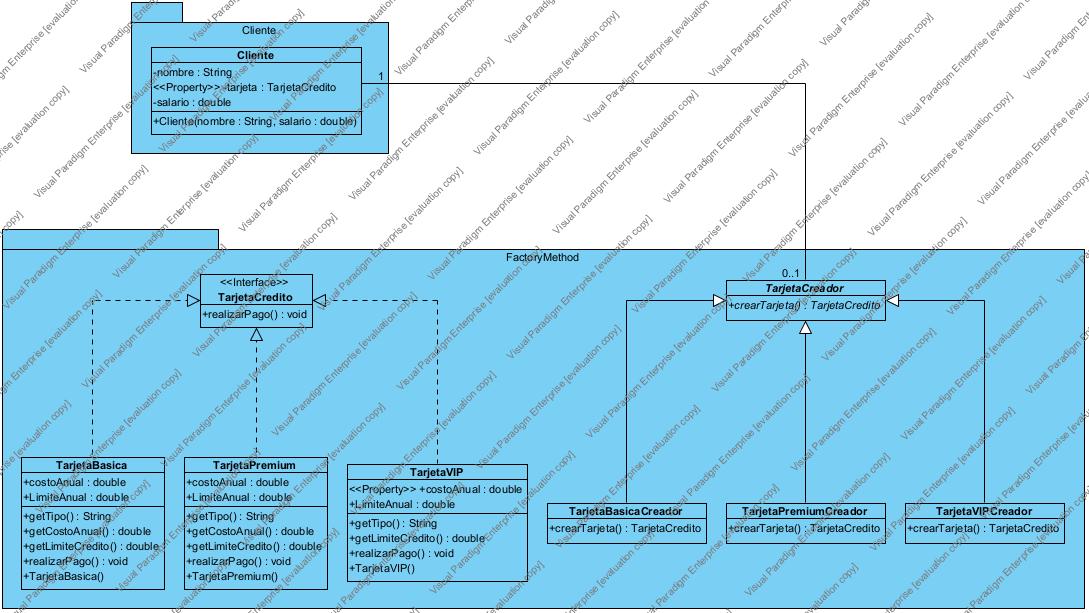 Cliente
Cliente
-nombre : String
<<Property>> -tarjeta : TarjetaCredito
-salario : double
+Cliente(nombre : String, salario : double)
1
FactoryMethod
<<Interface>>
TarjetaCredito
+realizarPago() : void
0..1
TarjetaCreador
+crearTarjeta() : TarjetaCredito
TarjetaBasica
+costoAnual : double
+LimiteAnual : double
+getTipo() : String
+getCostoAnual() : double
+getLimiteCredito() : double
+realizarPago() : void
+TarjetaBasica()
TarjetaPremium
+costoAnual : double
+LimiteAnual : double
+getTipo() : String
+getCostoAnual() : double
+getLimiteCredito() : double
+realizarPago() : void
+TarjetaPremium()
TarjetaVIP
<<Property>> +costoAnual : double
+LimiteAnual : double
+getTipo() : String
+getLimiteCredito() : double
+realizarPago() : void
+TarjetaVIP()
TarjetaBasicaCreador
+crearTarjeta() : TarjetaCredito
TarjetaPremiumCreador
+crearTarjeta() : TarjetaCredito
TarjetaVIPCreador
+crearTarjeta() : TarjetaCredito
Visual Paradigm Enterprise [evaluation copy]